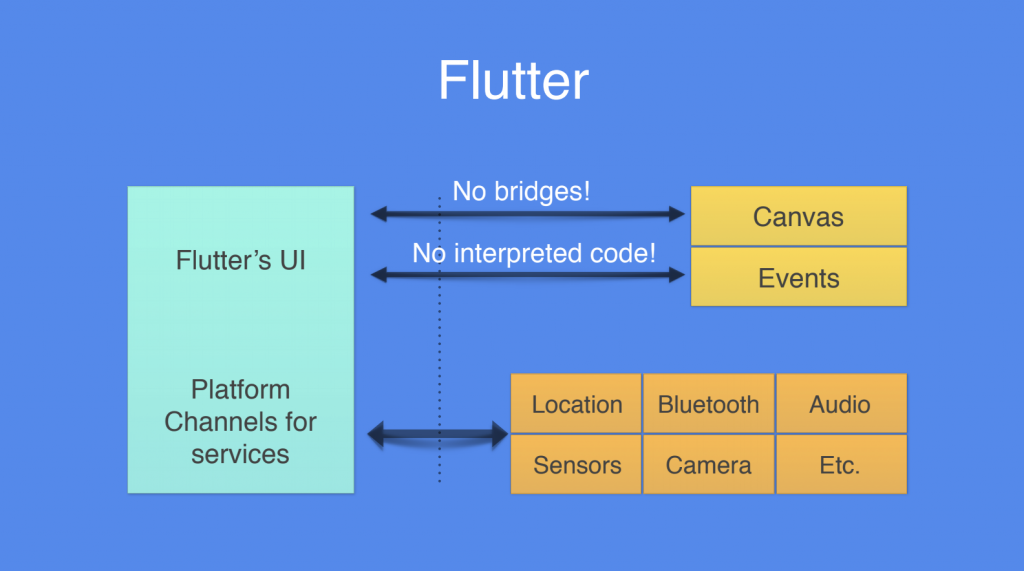 Flutter
No bridges!
Canvas
Flutter’s UI
No interpreted code!
Events
Platform
Channels for
services
Location
Bluetooth
Audio
Sensors
Camera
Etc.